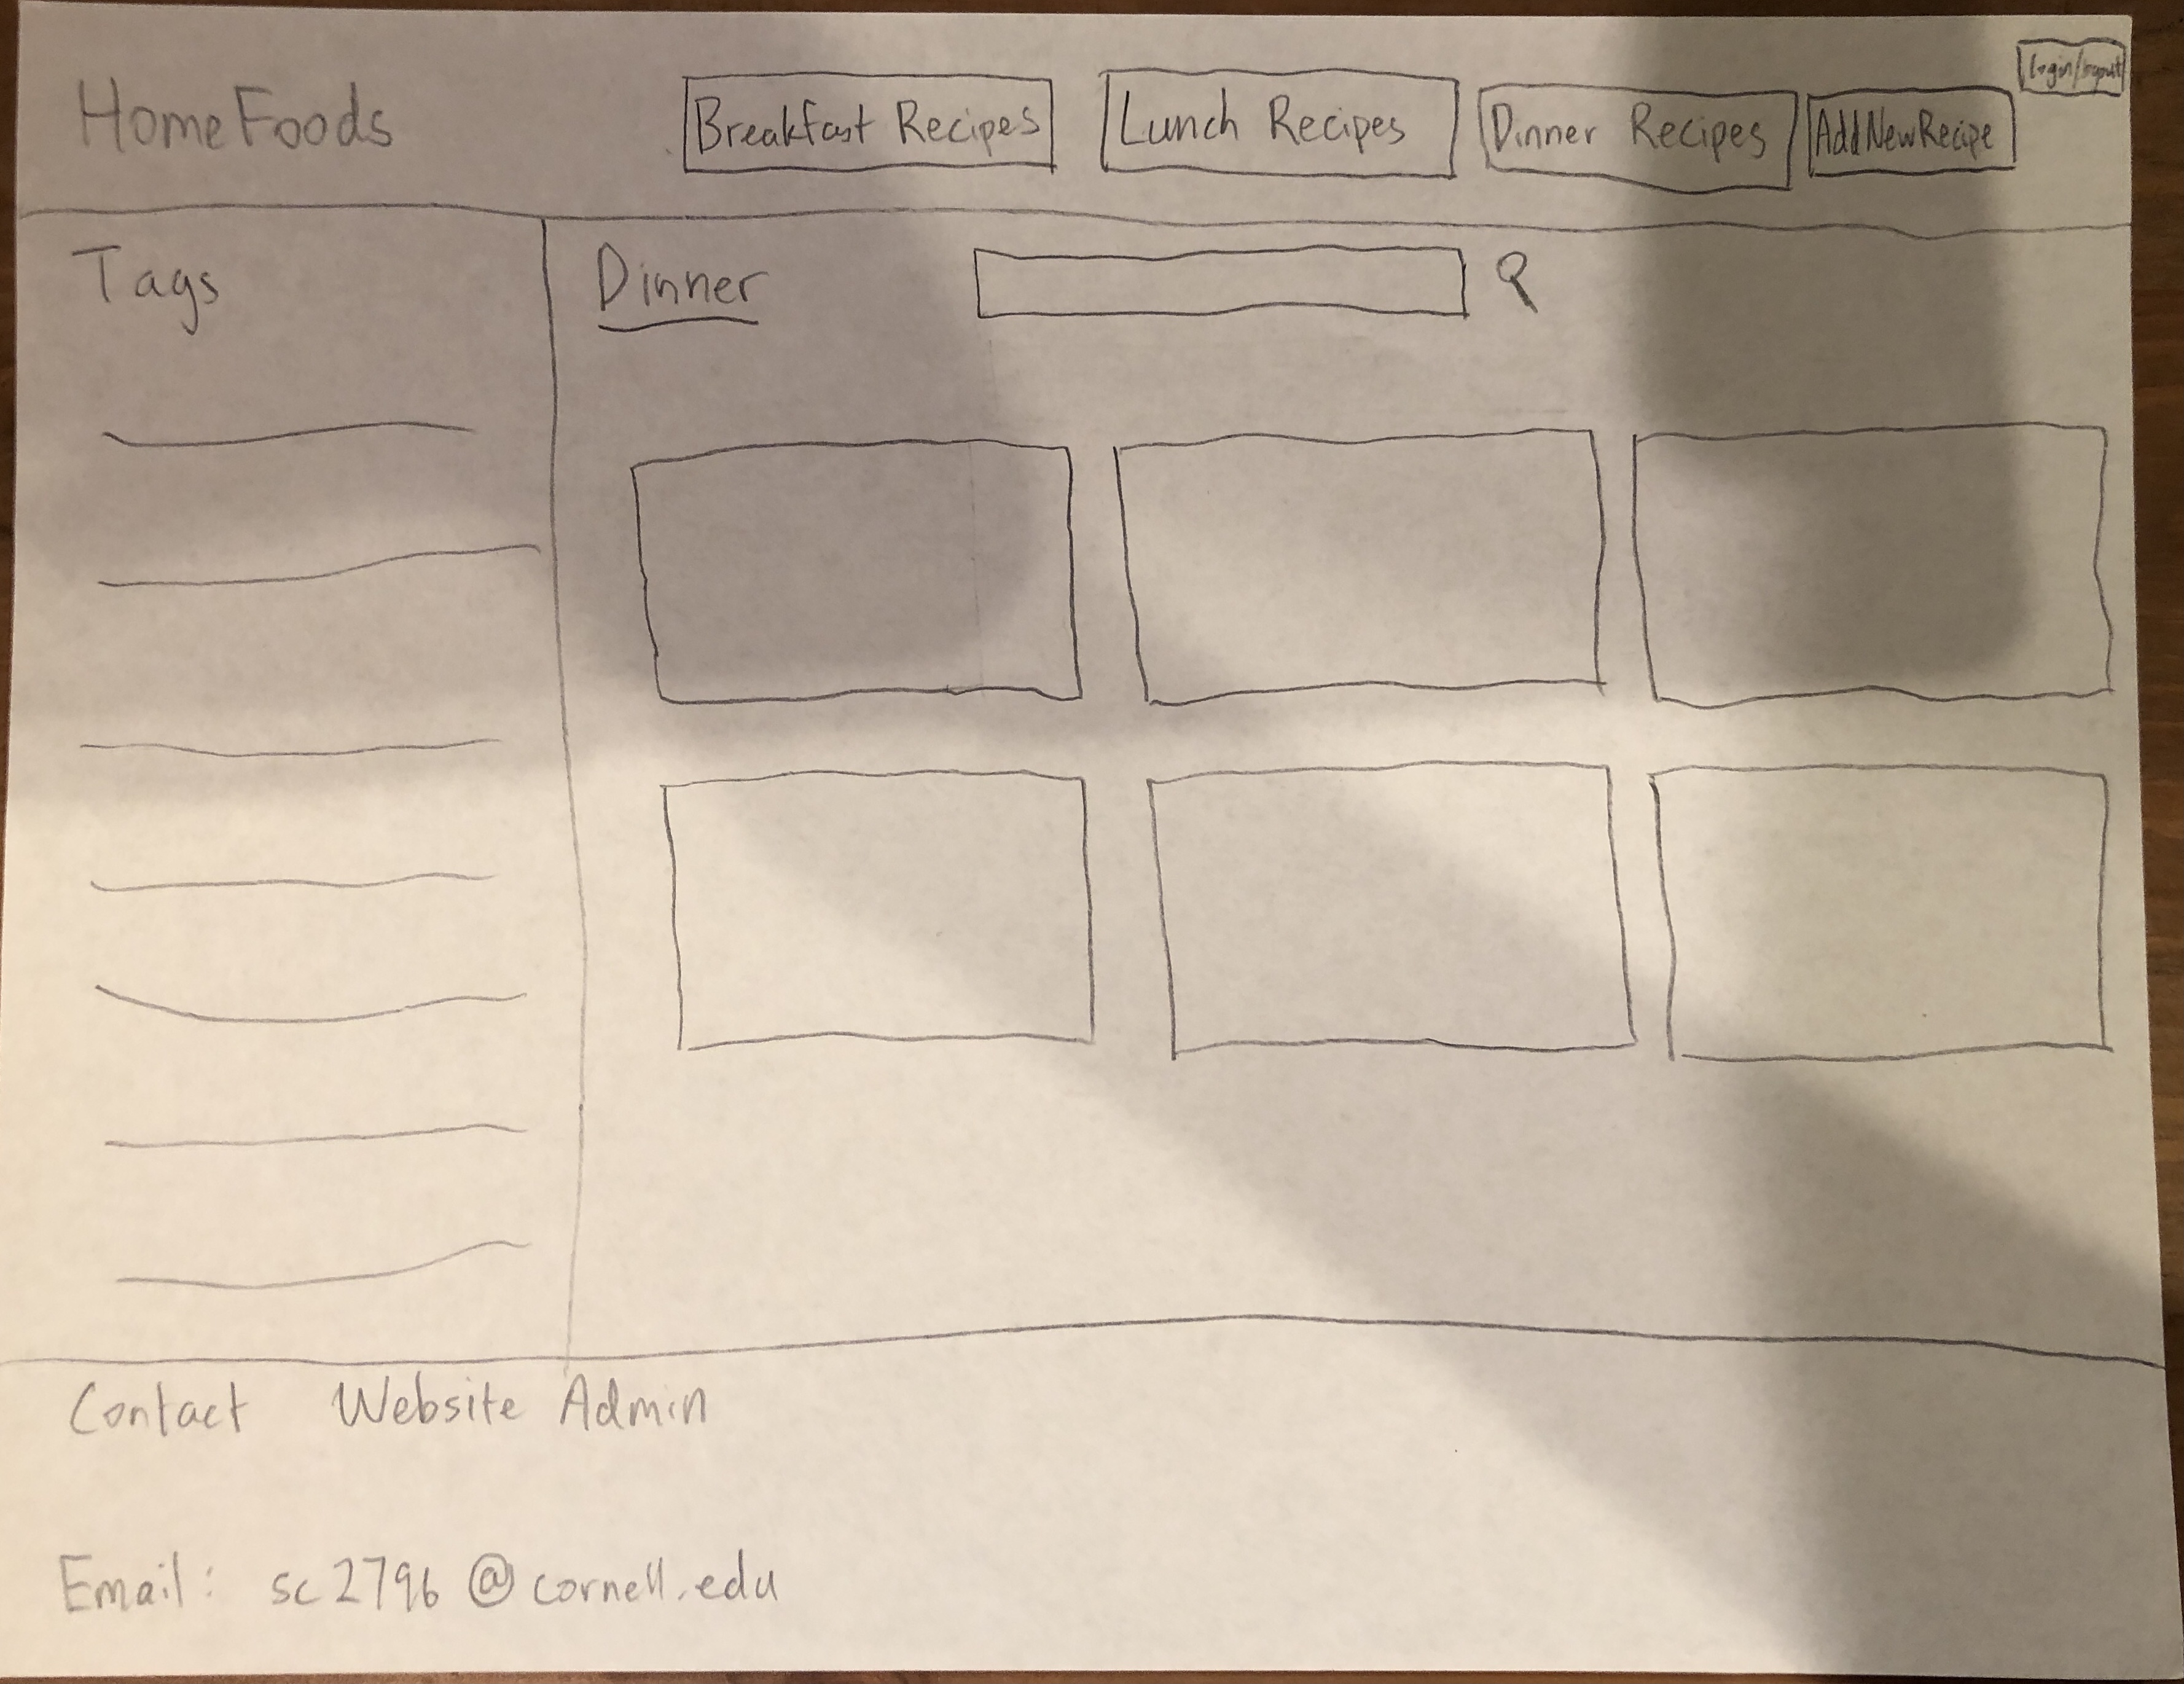 HomeFoods
Breakfast Recipes
Lunch Recipes
Dinner Recipes
AddNewRecipe
Login/logout
Tags
Dinner
Contact Website Admin
Email: sc2796@cornell.edu